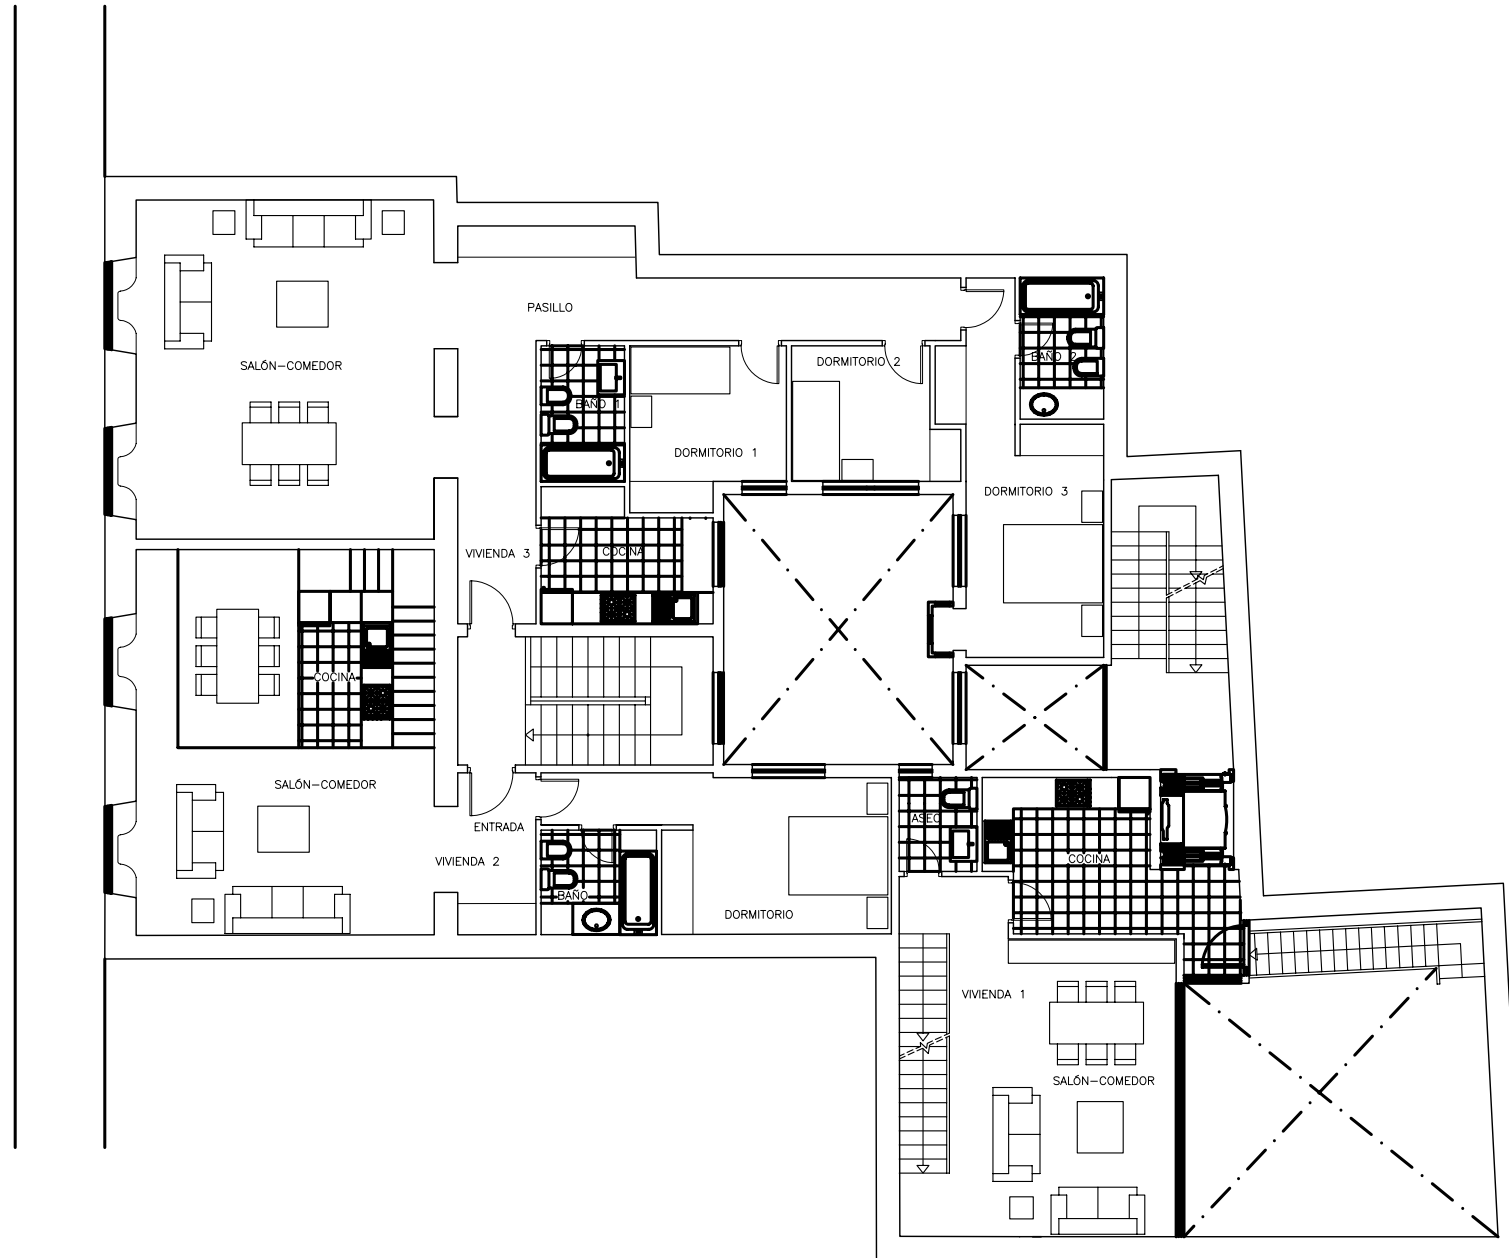 PASILLO
SALÓN-COMEDOR
BAÑO 2
DORMITORIO 2
BAÑO 1
DORMITORIO 1
DORMITORIO 3
VIVIENDA 3
COCINA
COCINA
SALÓN-COMEDOR
ENTRADA
ASEO
VIVIENDA 2
COCINA
BAÑO
DORMITORIO
VIVIENDA 1
SALÓN-COMEDOR